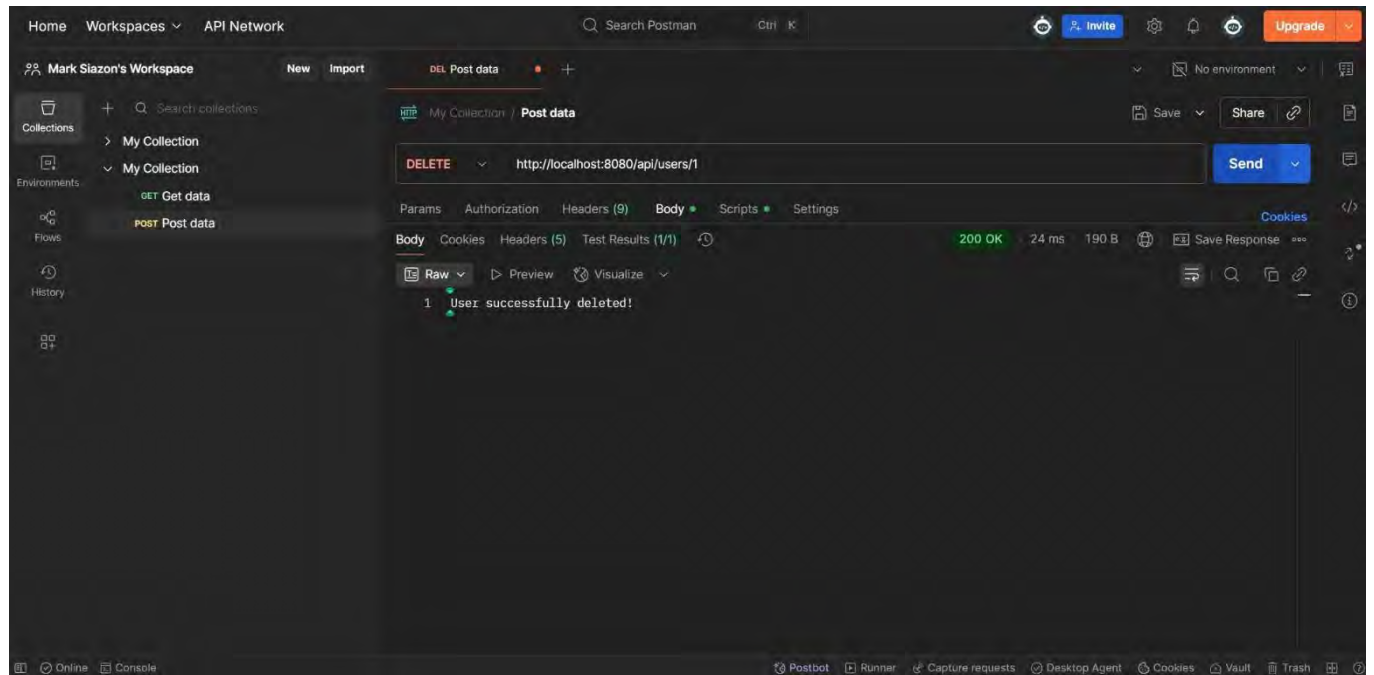 Home Workspaces API Network Search Postman Ctrl K Invite Upgrade
Mark Siazon's Workspace New Import DEL Post data No environment
Collections
Search collections
My Collection
My Collection
GET Get data
POST Post data
Environments
Flows
History
HTTP My Collection / Post data Save Share
DELETE http://localhost:8080/api/users/1 Send
Params Authorization Headers (9) Body Scripts Settings Cookies
Body Cookies Headers (5) Test Results (1/1) 200 OK 24 ms 190 B Save Response
Raw Preview Visualize
1 User successfully deleted!
Online Console Postbot Runner Capture requests Desktop Agent Cookies Vault Trash